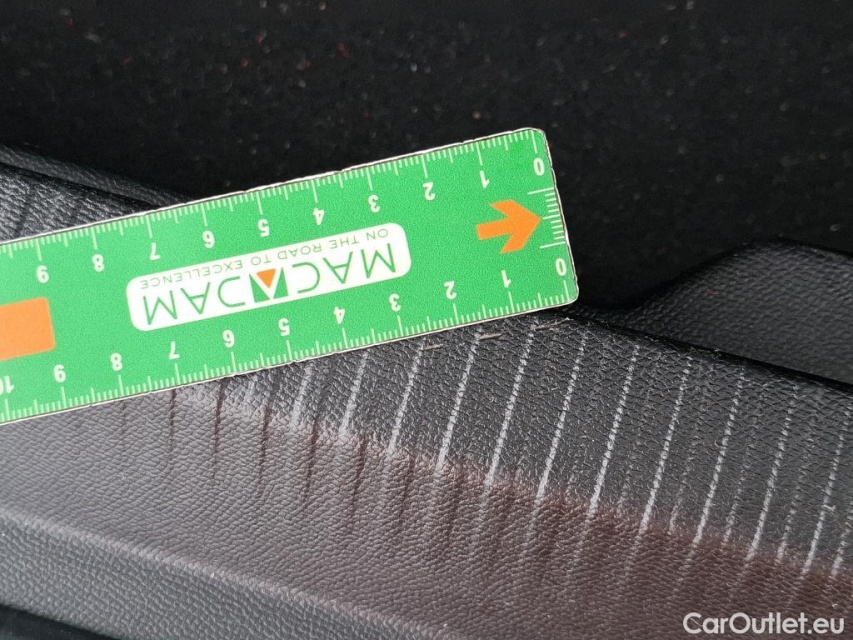 0 1 2 3 4 5 6 7 8 9
ON THE ROAD TO EXCELLENCE
MACADAM
0 1 2 3 4 5 6 7 8 9 10
CarOutlet.eu